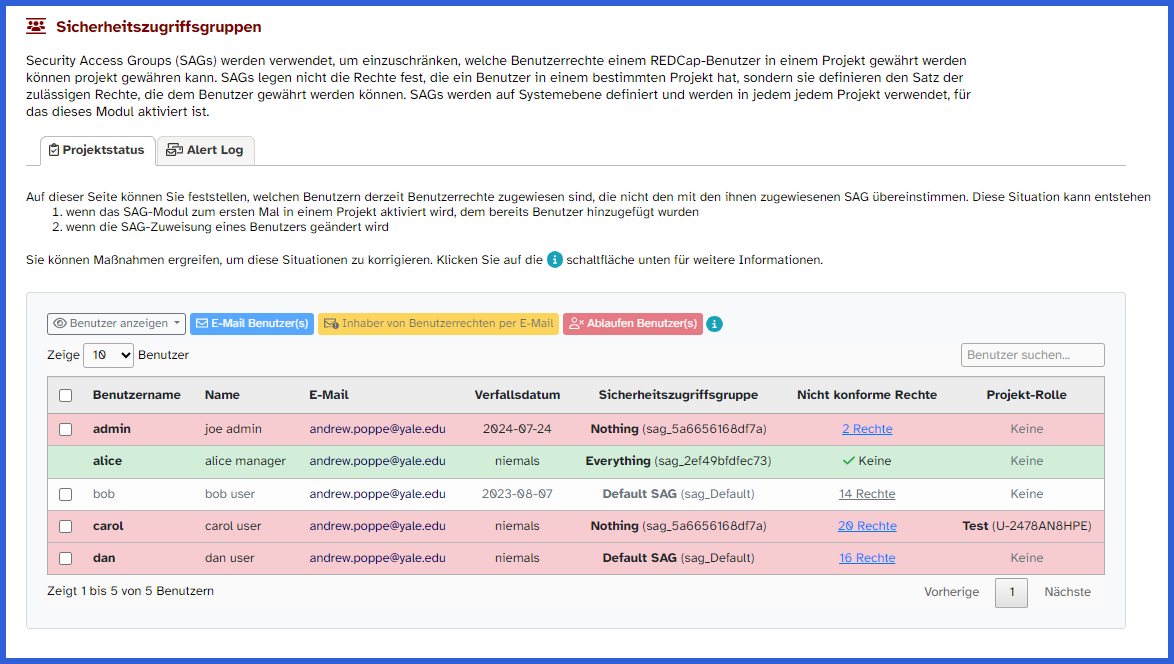 Sicherheitszugriffsgruppen
Security Access Groups (SAGs) werden verwendet, um einzuschränken, welche Benutzerrechte einem REDCap-Benutzer in einem Projekt gewährt werden
können projekt gewähren kann. SAGs legen nicht die Rechte fest, die ein Benutzer in einem bestimmten Projekt hat, sondern sie definieren den Satz der
zulässigen Rechte, die dem Benutzer gewährt werden können. SAGs werden auf Systemebene definiert und werden in jedem jedem Projekt verwendet, für
das dieses Modul aktiviert ist.
Projektstatus Alert Log
Auf dieser Seite können Sie feststellen, welchen Benutzern derzeit Benutzerrechte zugewiesen sind, die nicht den mit den ihnen zugewiesenen SAG übereinstimmen. Diese Situation kann entstehen
1. wenn das SAG-Modul zum ersten Mal in einem Projekt aktiviert wird, dem bereits Benutzer hinzugefügt wurden
2. wenn die SAG-Zuweisung eines Benutzers geändert wird
Sie können Maßnahmen ergreifen, um diese Situationen zu korrigieren. Klicken Sie auf die i schaltfläche unten für weitere Informationen.
Benutzer anzeigen E-Mail Benutzer(s) Inhaber von Benutzerrechten per E-Mail Ablaufen Benutzer(s) i
Zeige 10 Benutzer Benutzer suchen...
Benutzername Name E-Mail Verfallsdatum Sicherheitszugriffsgruppe Nicht konforme Rechte Projekt-Rolle
admin joe admin andrew.poppe@yale.edu 2024-07-24 Nothing (sag_5a6656168df7a) 2 Rechte Keine
alice alice manager andrew.poppe@yale.edu niemals Everything (sag_2ef49bfdfec73) Keine Keine
bob bob user andrew.poppe@yale.edu 2023-08-07 Default SAG (sag_Default) 14 Rechte Keine
carol carol user andrew.poppe@yale.edu niemals Nothing (sag_5a6656168df7a) 20 Rechte Test (U-2478AN8HPE)
dan dan user andrew.poppe@yale.edu niemals Default SAG (sag_Default) 16 Rechte Keine
Zeigt 1 bis 5 von 5 Benutzern Vorherige 1 Nächste